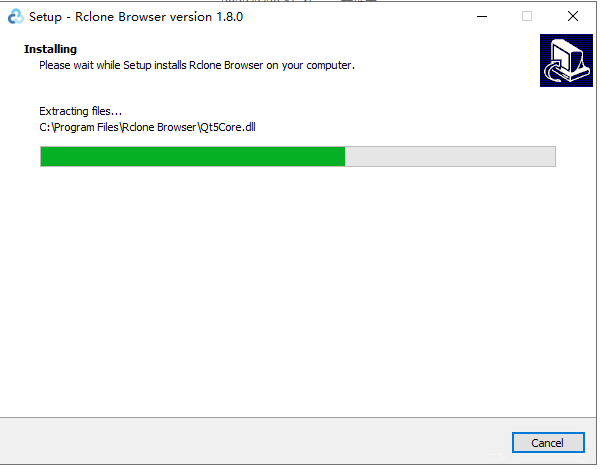 Setup - Rclone Browser version 1.8.0
Installing
Please wait while Setup installs Rclone Browser on your computer.
Extracting files...
C:\Program Files\Rclone Browser\Qt5Core.dll
Cancel